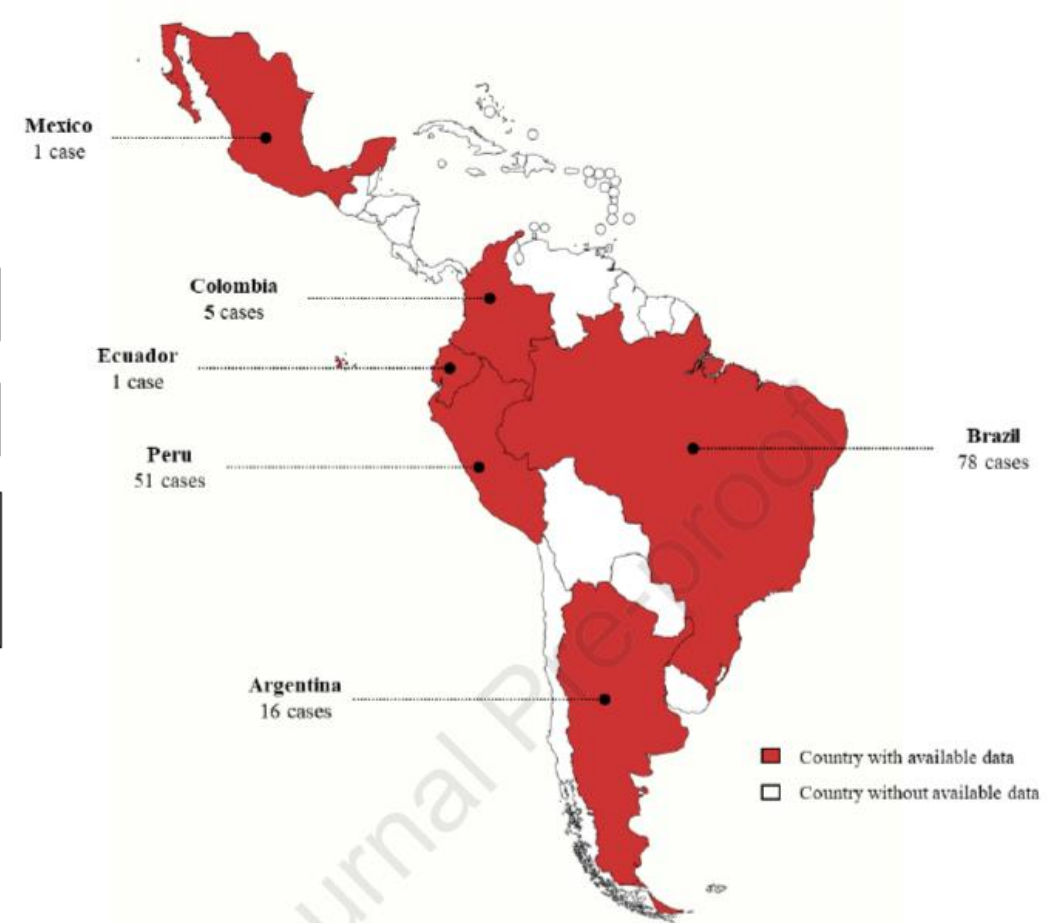 Mexico
1 case
Colombia
5 cases
Ecuador
1 case
Peru
51 cases
Brazil
78 cases
Argentina
16 cases
Country with available data
Country without available data
urnal Pre-proof